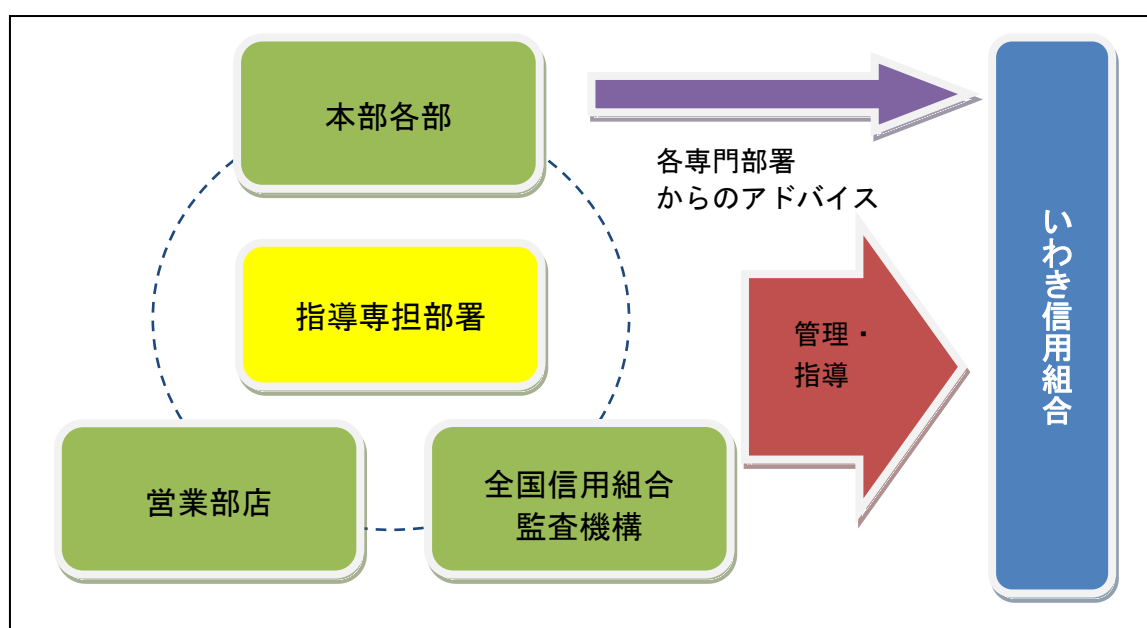 本部各部
各専門部署
からのアドバイス
指導専担部署
管理・
指導
営業部店
全国信用組合
監査機構
いわき信用組合